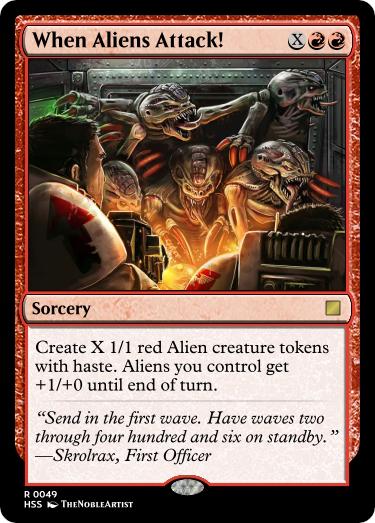 When Aliens Attack! XRR
Sorcery
Create X 1/1 red Alien creature tokens
with haste. Aliens you control get
+1/+0 until end of turn.
“Send in the first wave. Have waves two
through four hundred and six on standby.”
—Skrolrax, First Officer
R 0049
HSS TheNobleArtist